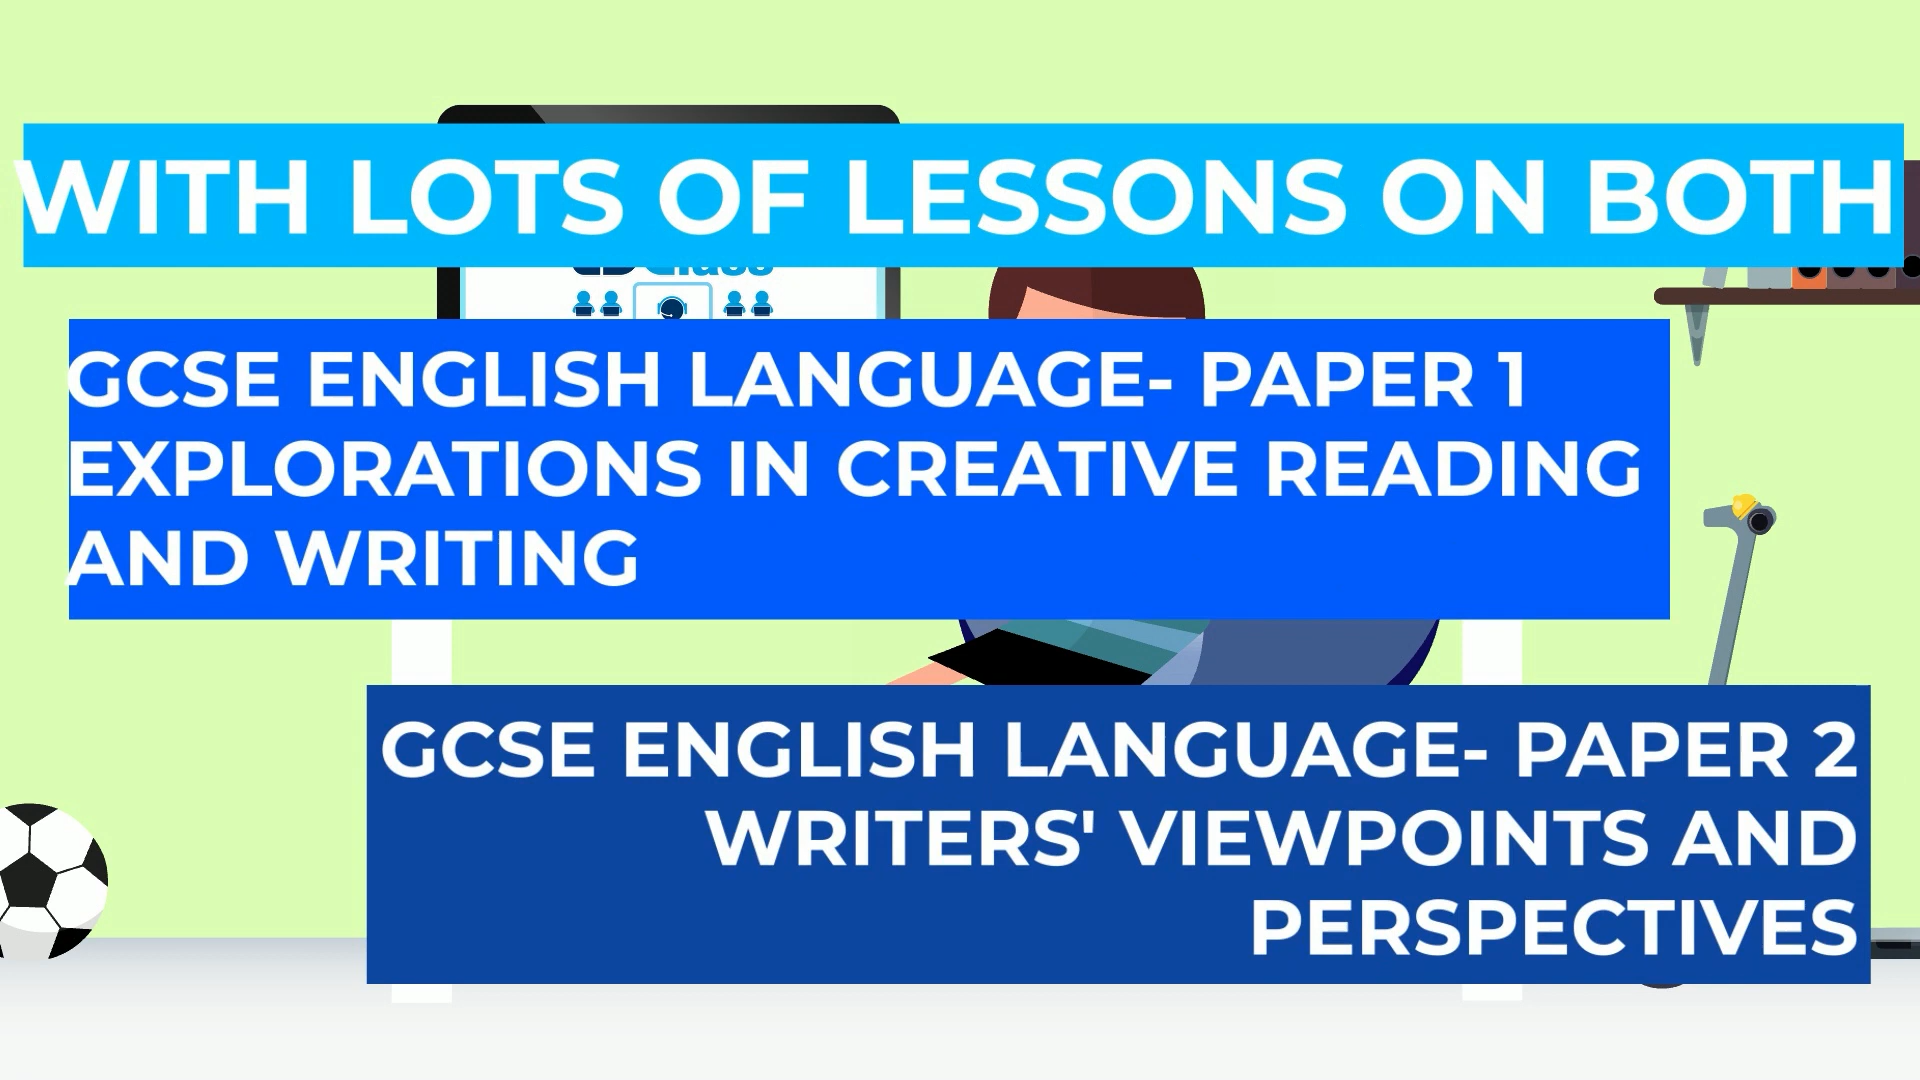 WITH LOTS OF LESSONS ON BOTH
GCSE ENGLISH LANGUAGE- PAPER 1
EXPLORATIONS IN CREATIVE READING
AND WRITING
GCSE ENGLISH LANGUAGE- PAPER 2
WRITERS' VIEWPOINTS AND
PERSPECTIVES